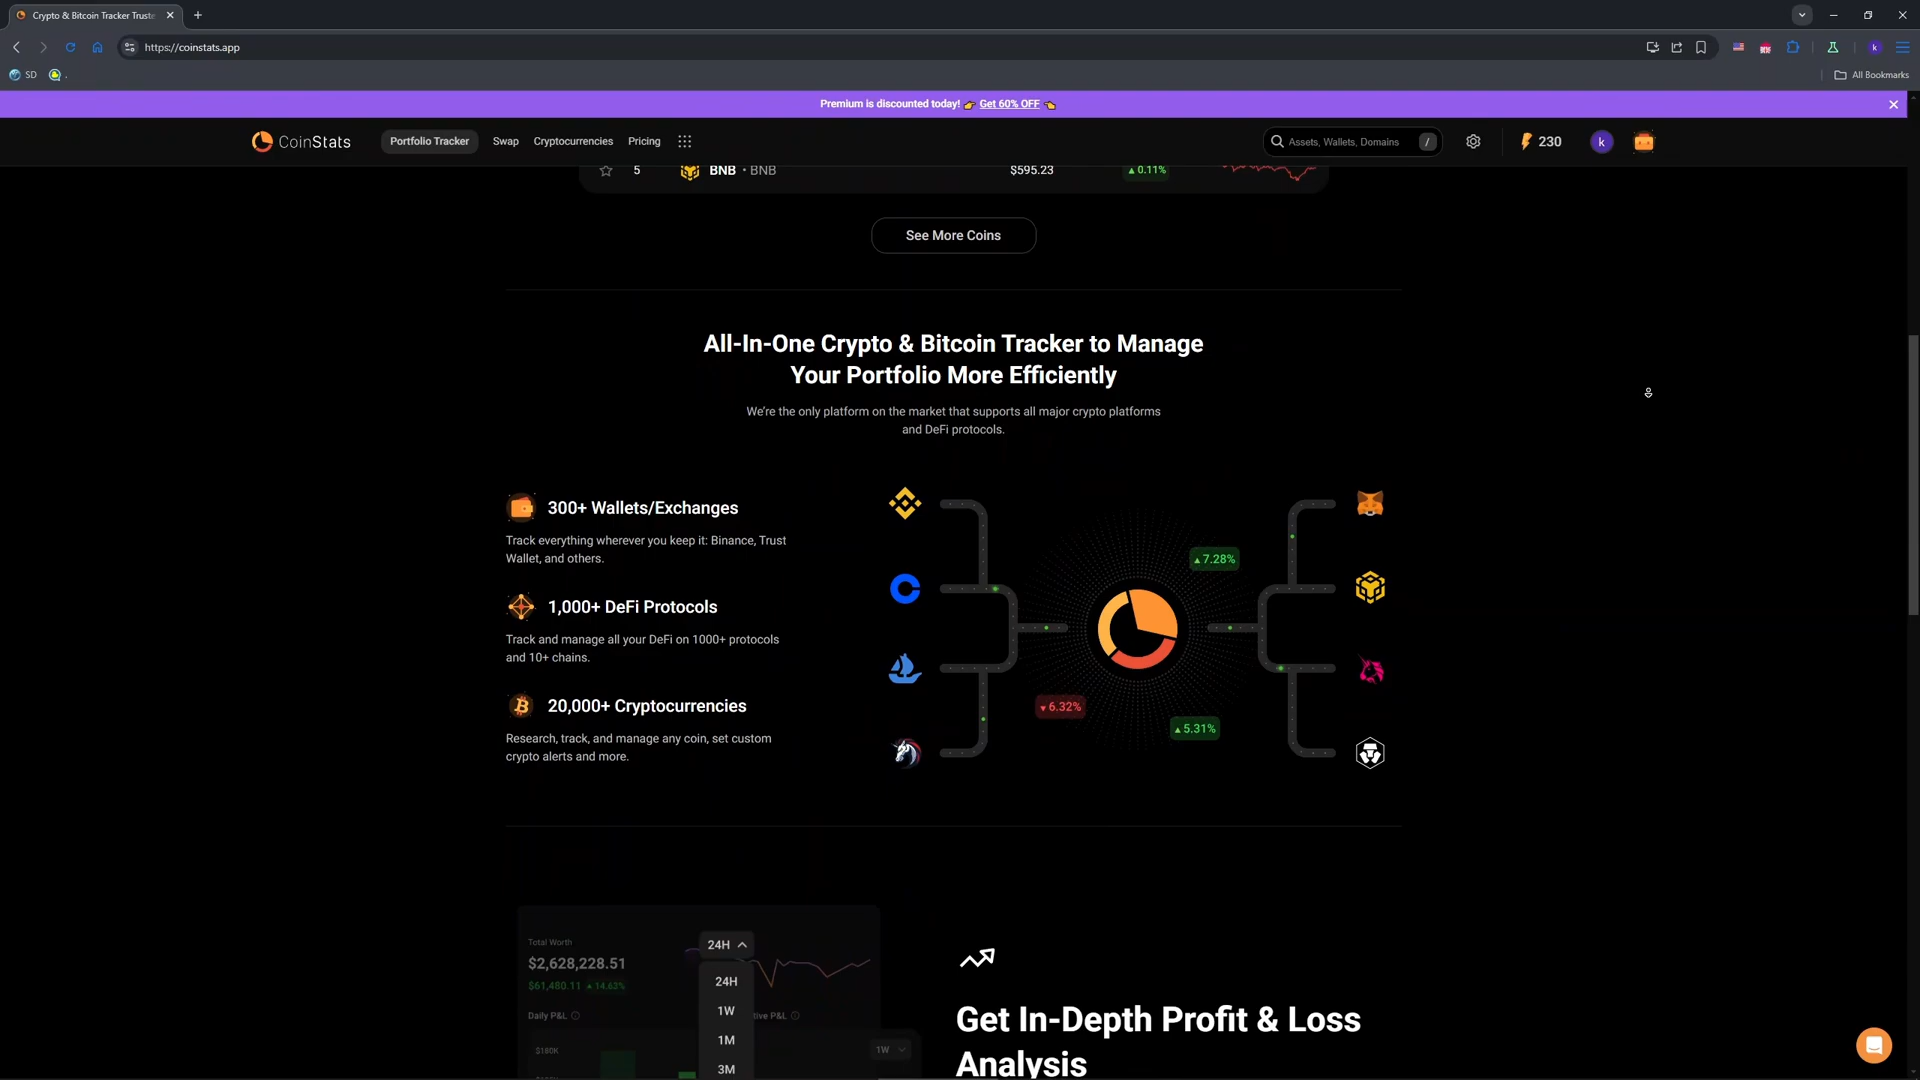 Crypto & Bitcoin Tracker Truste
https://coinstats.app
SD
.
All Bookmarks
Premium is discounted today! 👉 Get 60% OFF 👈
CoinStats
Portfolio Tracker
Swap
Cryptocurrencies
Pricing
Assets, Wallets, Domains
/
230
k
k
5 BNB • BNB $595.23 ▲ 0.11%
See More Coins
All-In-One Crypto & Bitcoin Tracker to Manage
Your Portfolio More Efficiently
We're the only platform on the market that supports all major crypto platforms
and DeFi protocols.
300+ Wallets/Exchanges
Track everything wherever you keep it: Binance, Trust
Wallet, and others.
1,000+ DeFi Protocols
Track and manage all your DeFi on 1000+ protocols
and 10+ chains.
20,000+ Cryptocurrencies
Research, track, and manage any coin, set custom
crypto alerts and more.
▲ 7.28%
▼ 6.32%
▲ 5.31%
Total Worth
$2,628,228.51
$61,480.11 ▲ 14.63%
Daily P&L
24H
24H
1W
1M
3M
1W
$180K
Get In-Depth Profit & Loss
Analysis